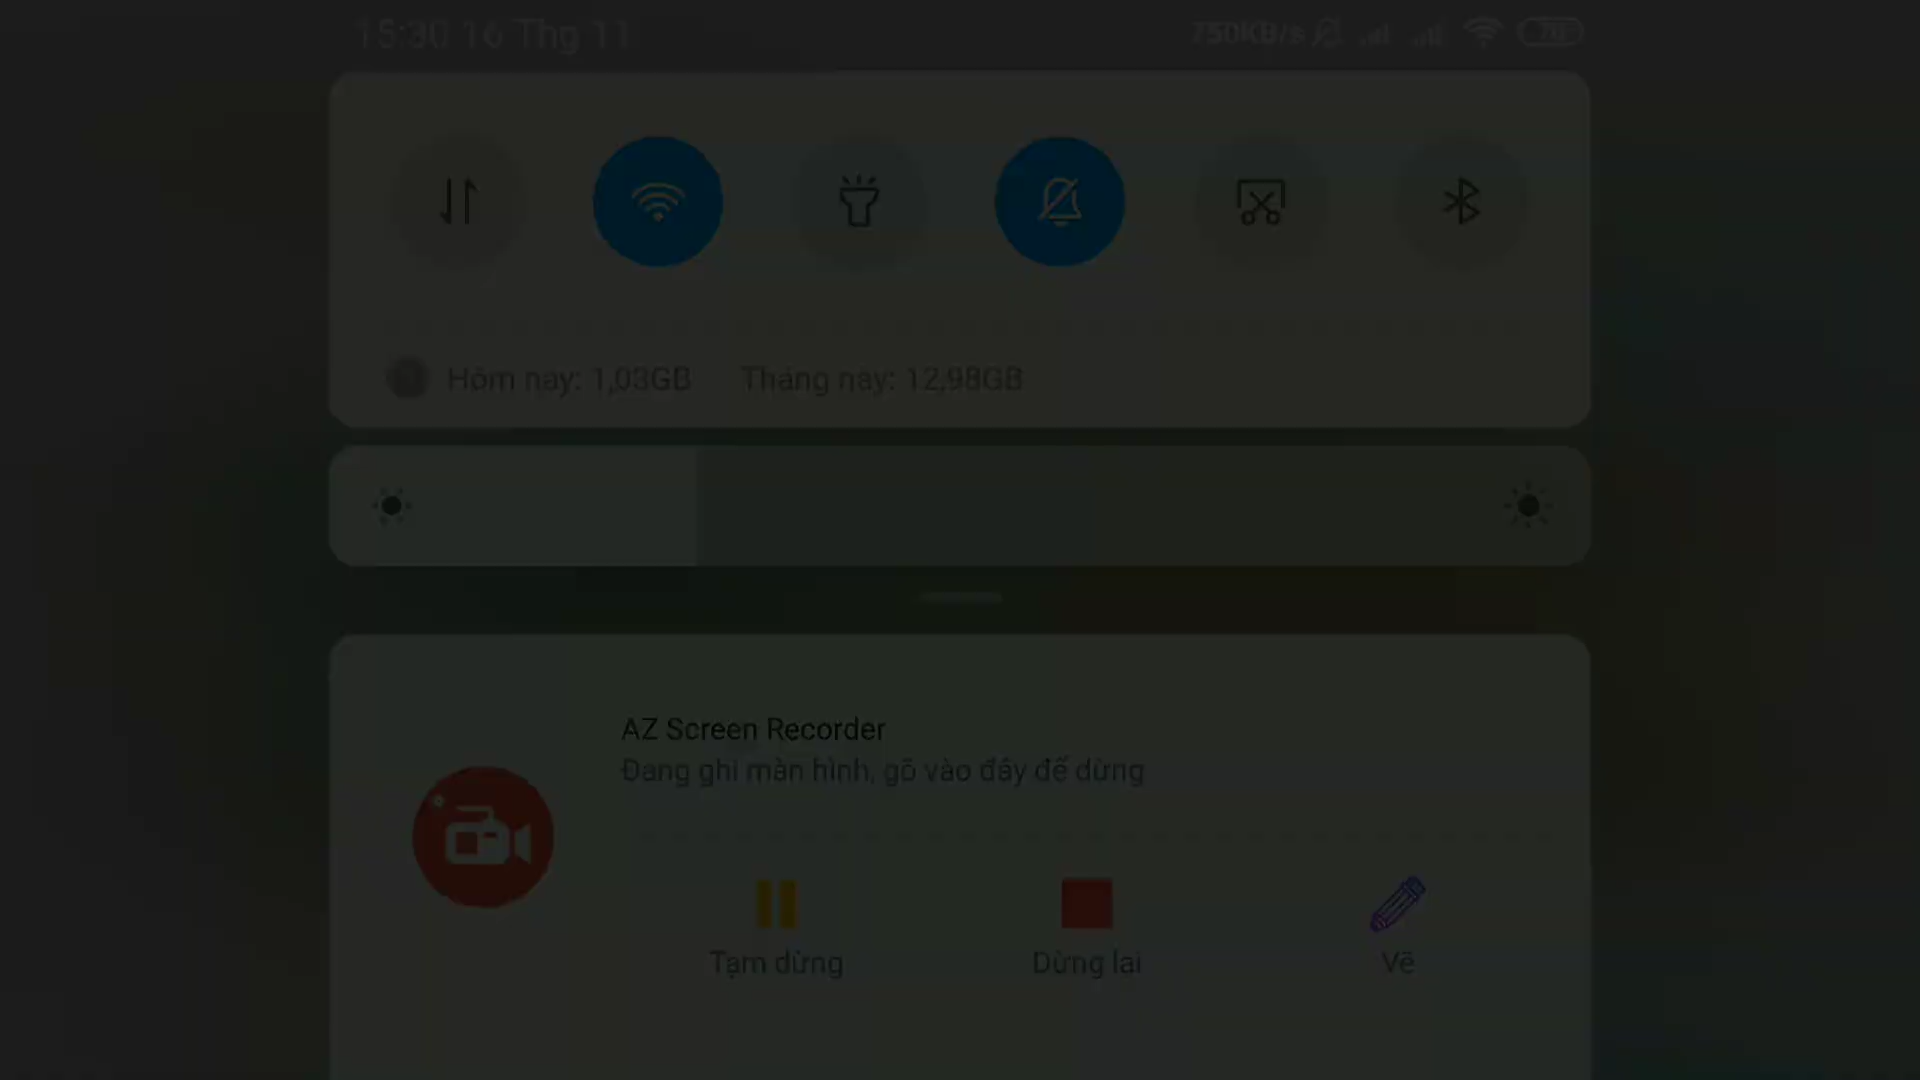 15:30 16 Thg 11
750KB/s
Hôm nay: 1,03GB Tháng này: 12,98GB
AZ Screen Recorder
Đang ghi màn hình, gõ vào đây để dừng
Tạm dừng
Dừng lại
Vẽ